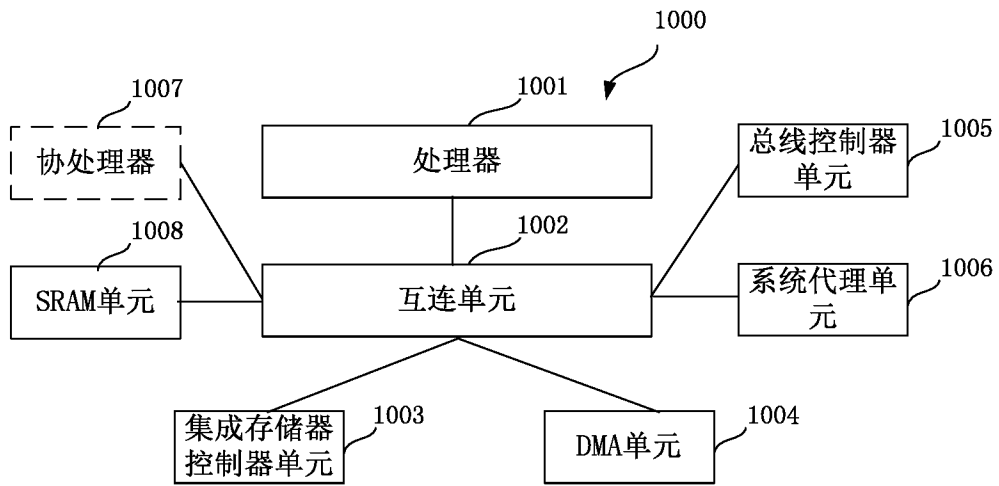 1000
1007
1001
1005
协处理器
处理器
总线控制器
单元
1008
1002
1006
SRAM单元
互连单元
系统代理单
元
1003
1004
集成存储器
控制器单元
DMA单元